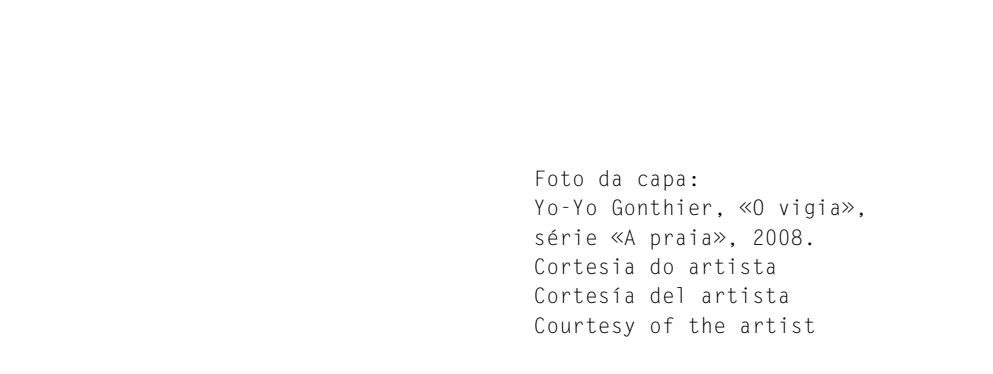 Foto da capa:
Yo-Yo Gonthier, «O vigia»,
série «A praia», 2008.
Cortesia do artista
Cortesía del artista
Courtesy of the artist